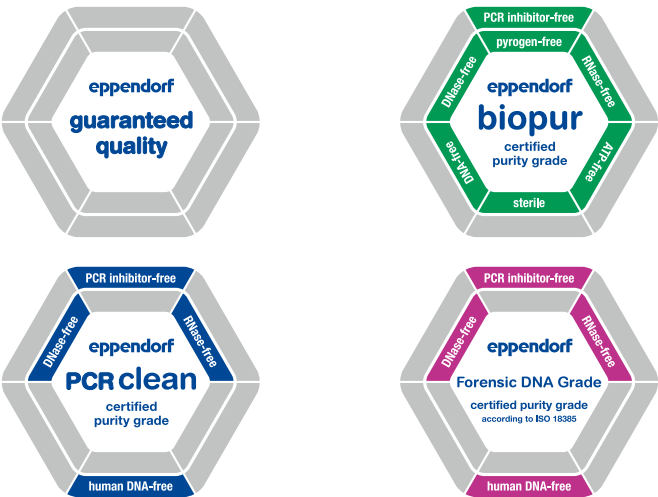 eppendorf
guaranteed
quality
PCR inhibitor-free
pyrogen-free
DNase-free
RNase-free
eppendorf
biopur
certified
purity grade
DNA-free
ATP-free
sterile
PCR inhibitor-free
DNase-free
RNase-free
eppendorf
PCR clean
certified
purity grade
human DNA-free
PCR inhibitor-free
DNase-free
RNase-free
eppendorf
Forensic DNA Grade
certified purity grade
according to ISO 18385
human DNA-free